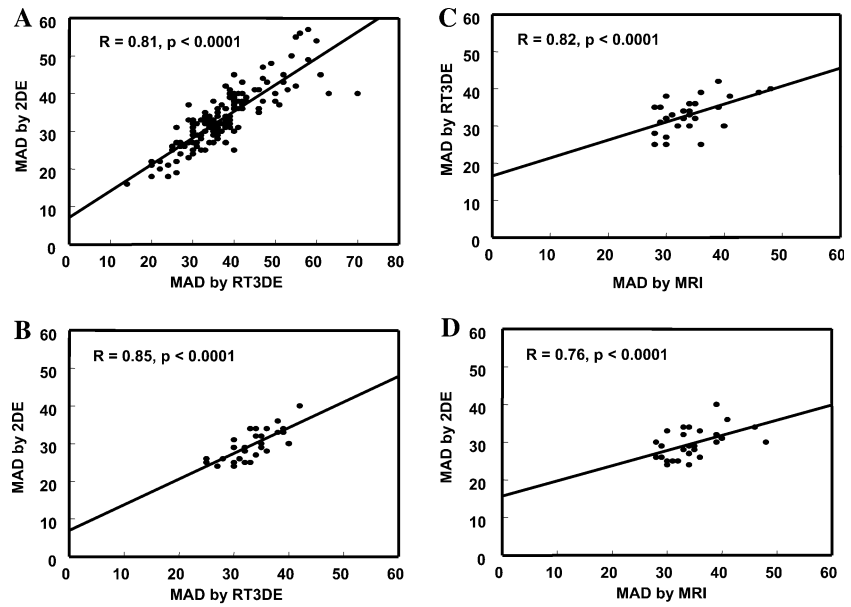 A
R = 0.81, p < 0.0001
MAD by 2DE
60
50
40
30
20
10
0
0 10 20 30 40 50 60 70 80
MAD by RT3DE
C
R = 0.82, p < 0.0001
MAD by RT3DE
60
50
40
30
20
10
0
0 10 20 30 40 50 60
MAD by MRI
B
R = 0.85, p < 0.0001
MAD by 2DE
60
50
40
30
20
10
0
0 10 20 30 40 50 60
MAD by RT3DE
D
R = 0.76, p < 0.0001
MAD by 2DE
60
50
40
30
20
10
0
0 10 20 30 40 50 60
MAD by MRI